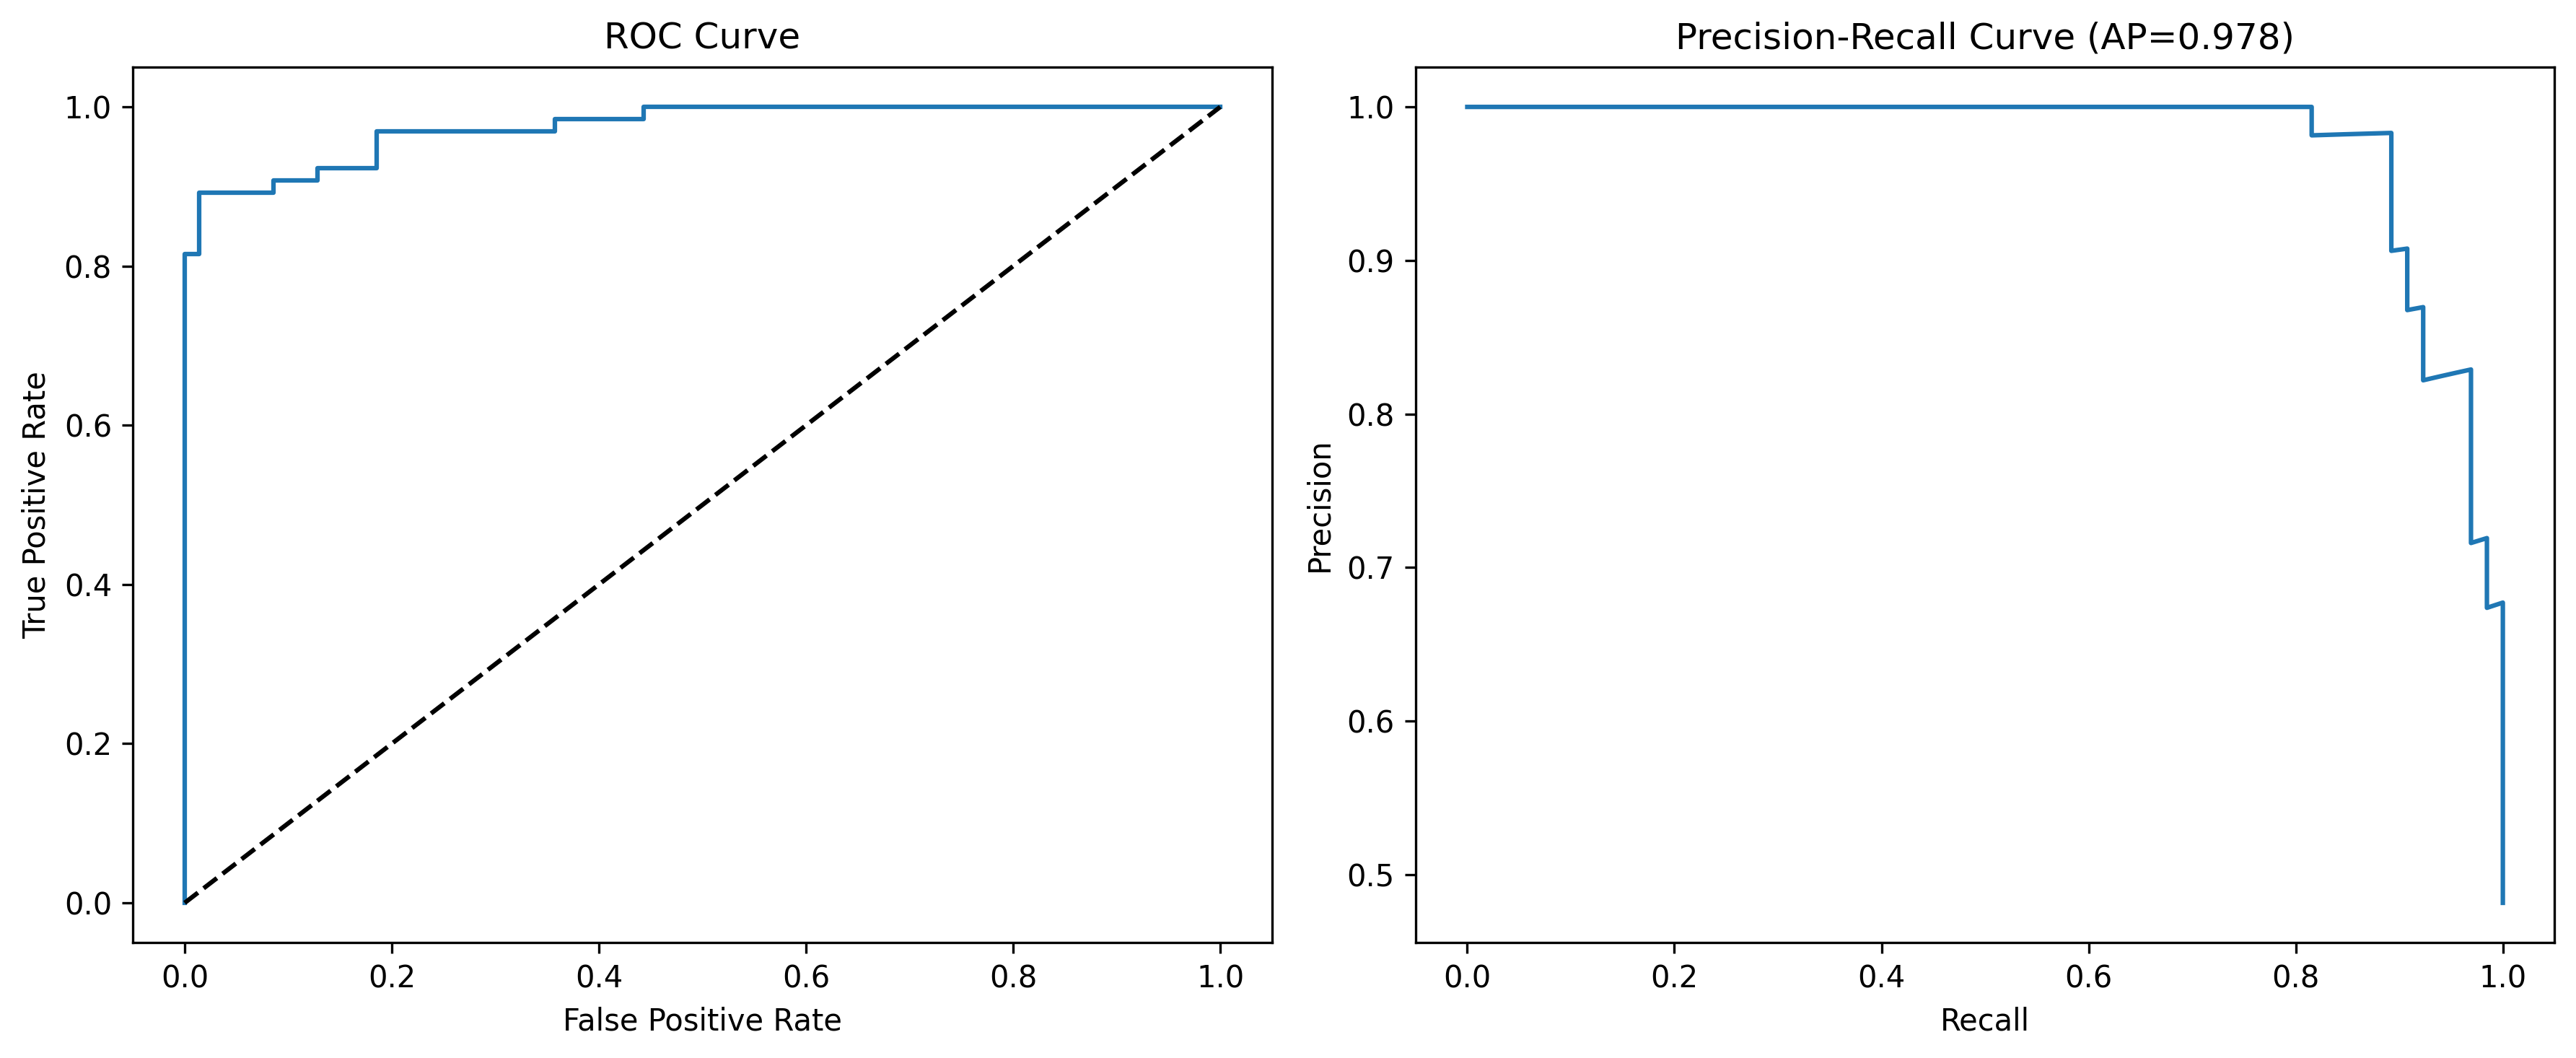 ROC Curve
True Positive Rate
1.0
0.8
0.6
0.4
0.2
0.0
0.0 0.2 0.4 0.6 0.8 1.0
False Positive Rate
Precision-Recall Curve (AP=0.978)
Precision
1.0
0.9
0.8
0.7
0.6
0.5
0.0 0.2 0.4 0.6 0.8 1.0
Recall